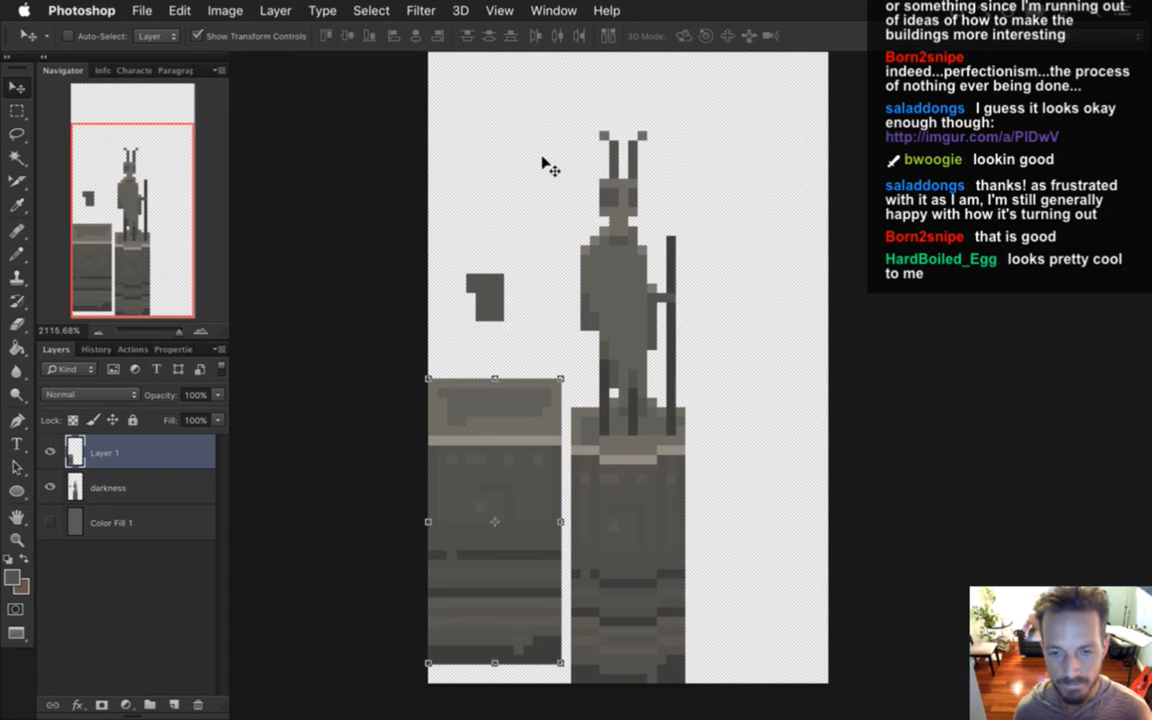 Photoshop File Edit Image Layer Type Select Filter 3D View Window Help
Auto-Select: Layer Show Transform Controls 3D Mode:
Navigator Info Characte Paragrap
2115.68%
Layers History Actions Propertie
Kind
Normal Opacity: 100%
Lock: Fill: 100%
Layer 1
darkness
Color Fill 1
or something since I'm running out
of ideas of how to make the
buildings more interesting
Born2snipe
indeed...perfectionism...the process
of nothing ever being done...
saladdongs I guess it looks okay
enough though:
http://imgur.com/a/PIDwV
bwoogie lookin good
saladdongs thanks! as frustrated
with it as I am, I'm still generally
happy with how it's turning out
Born2snipe that is good
HardBoiled_Egg looks pretty cool
to me